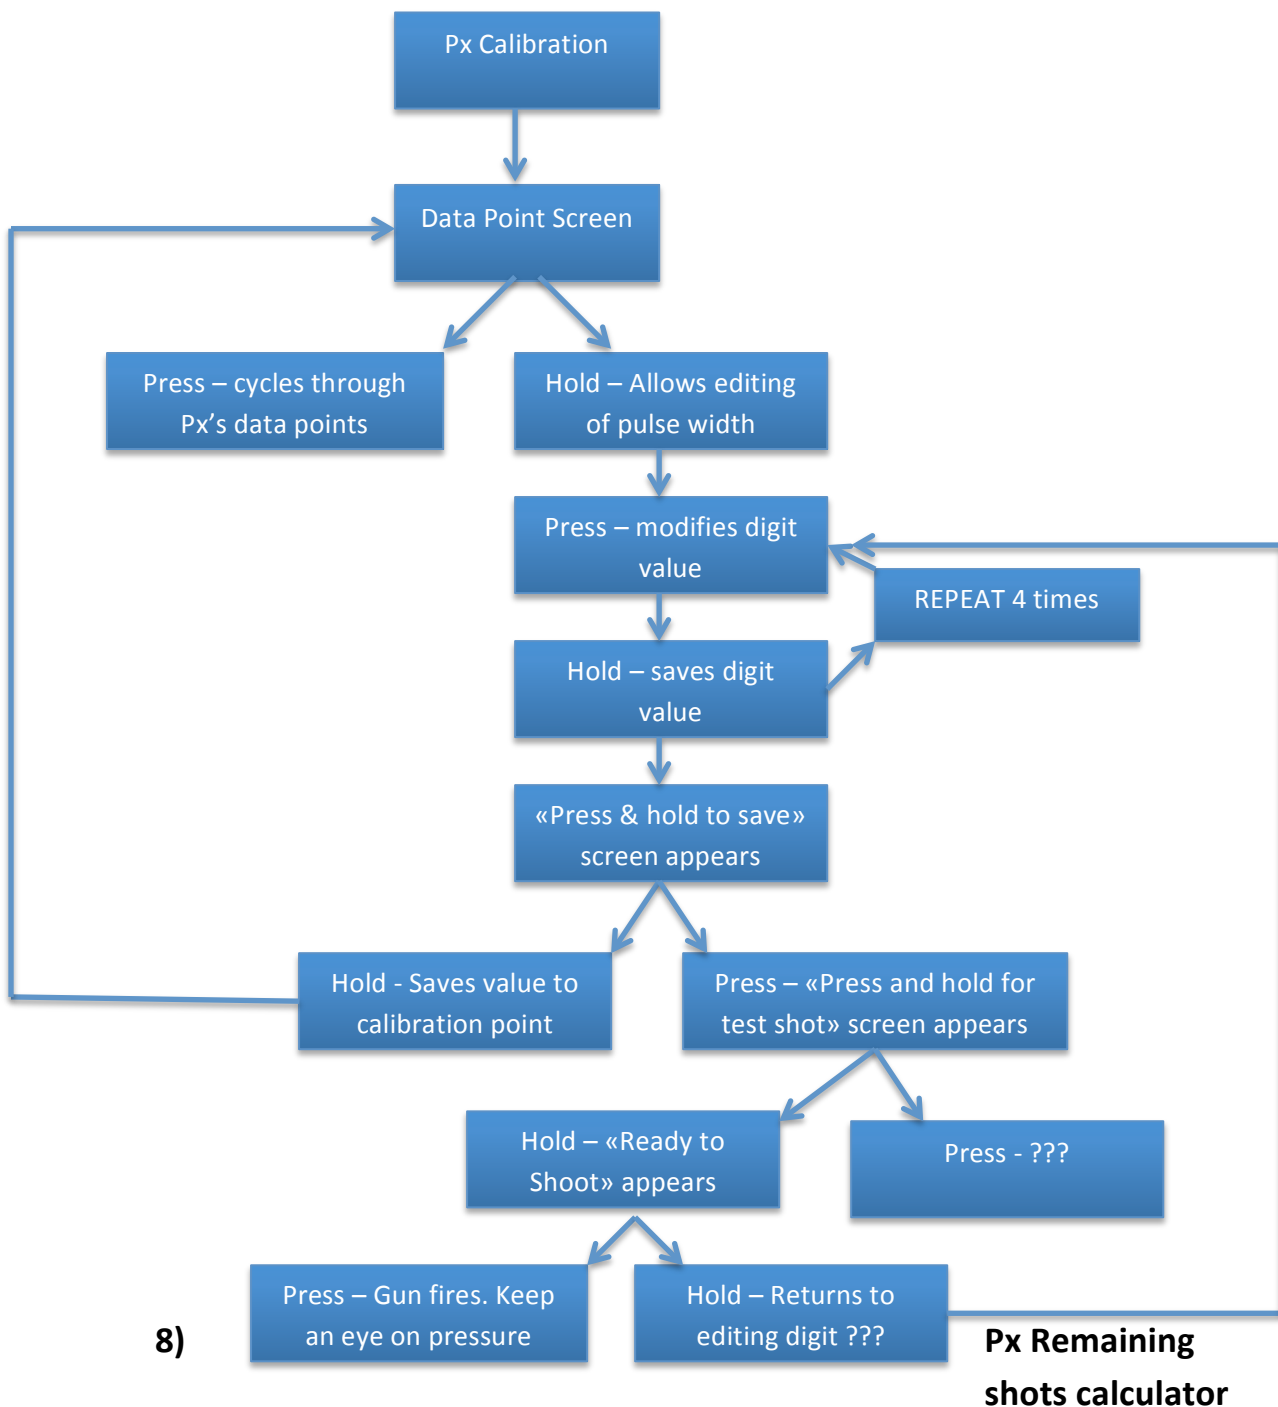 Px Calibration
Data Point Screen
Press – cycles through
Px’s data points
Hold – Allows editing
of pulse width
Press – modifies digit
value
REPEAT 4 times
Hold – saves digit
value
«Press & hold to save»
screen appears
Hold - Saves value to
calibration point
Press – «Press and hold for
test shot» screen appears
Hold – «Ready to
Shoot» appears
Press - ???
Press – Gun fires. Keep
an eye on pressure
Hold – Returns to
editing digit ???
8)
Px Remaining
shots calculator